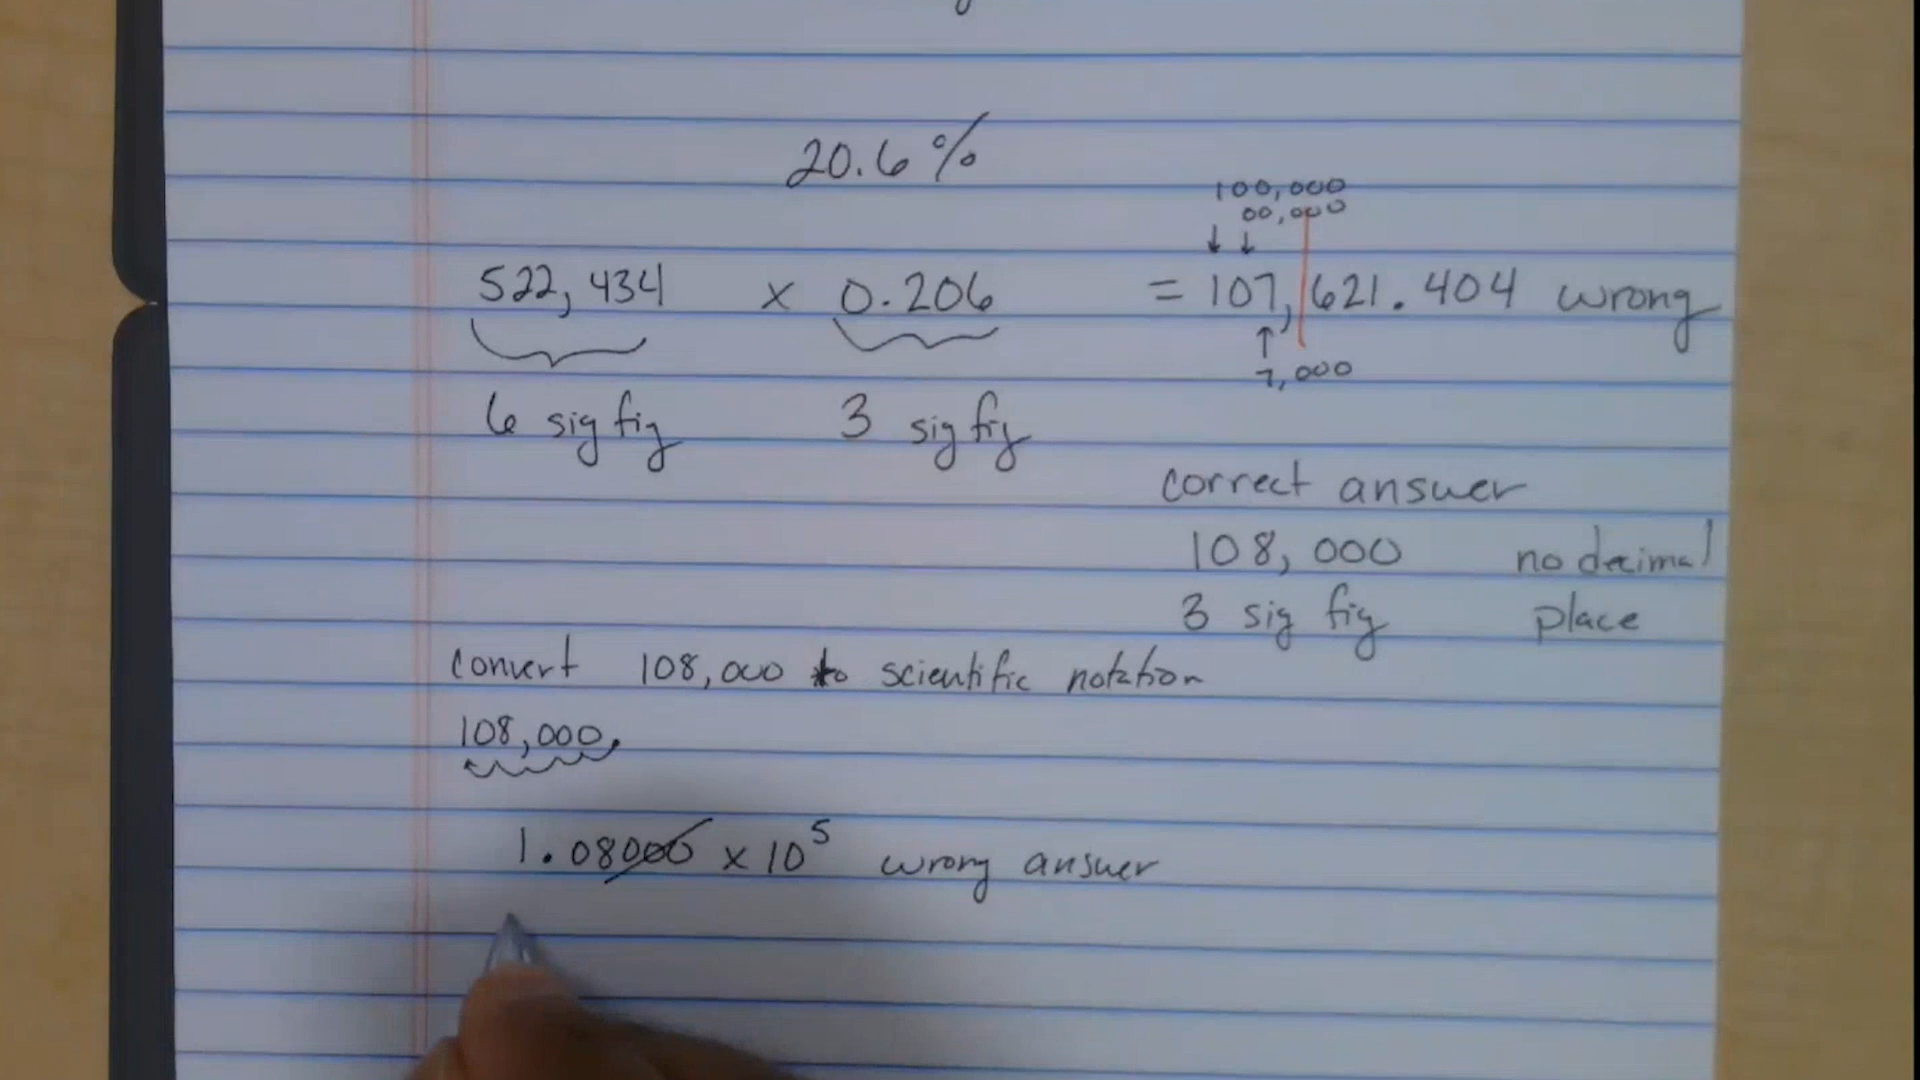 20.6%
100,000
00,000
↓ ↓
522,434 x 0.206 = 107,621.404 wrong
↑
7,000
6 sig fig 3 sig fig
correct answer
108,000 no decimal
3 sig fig place
convert 108,000 to scientific notation
108,000.
1.08000 x 10⁵ wrong answer